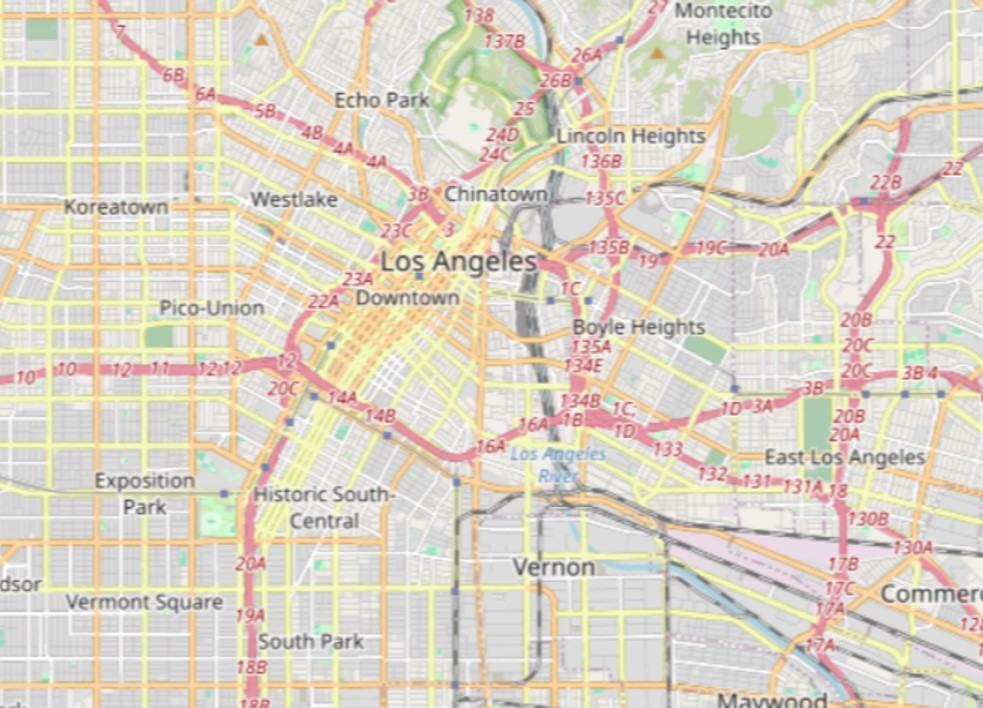 138
27
Montecito
Heights
7
137B
26A
6B
26B
6A
Echo Park
5B
25
4B
24D
Lincoln Heights
4A
4A
24C
136B
22
22B
3B
Chinatown
135C
Westlake
Koreatown
23C
3
22
135B
19
19C
20A
Los Angeles
23A
1C
22A
Downtown
Pico-Union
20B
Boyle Heights
135A
20C
12
134E
10
10
12
11
12
12
20C
3B
4
20C
3B
14A
134B
1C;
1D
1D
3A
14B
1B
20B
16A
20A
16A
133
Los Angeles
River
East Los Angeles
132
131
131A
18
Exposition
Park
Historic South-
Central
130B
130A
20A
Vernon
17B
dsor
17C
Commerc
Vermont Square
17A
19A
12
South Park
17A
18B
Maywood
18B